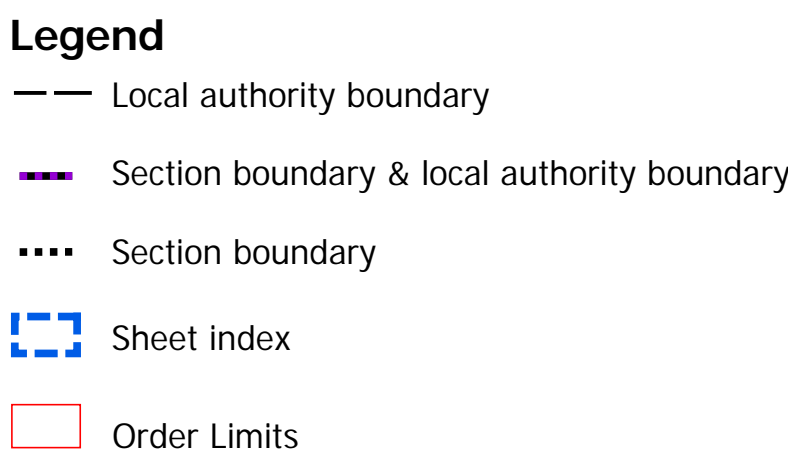 Legend
Local authority boundary
Section boundary & local authority boundary
Section boundary
Sheet index
Order Limits